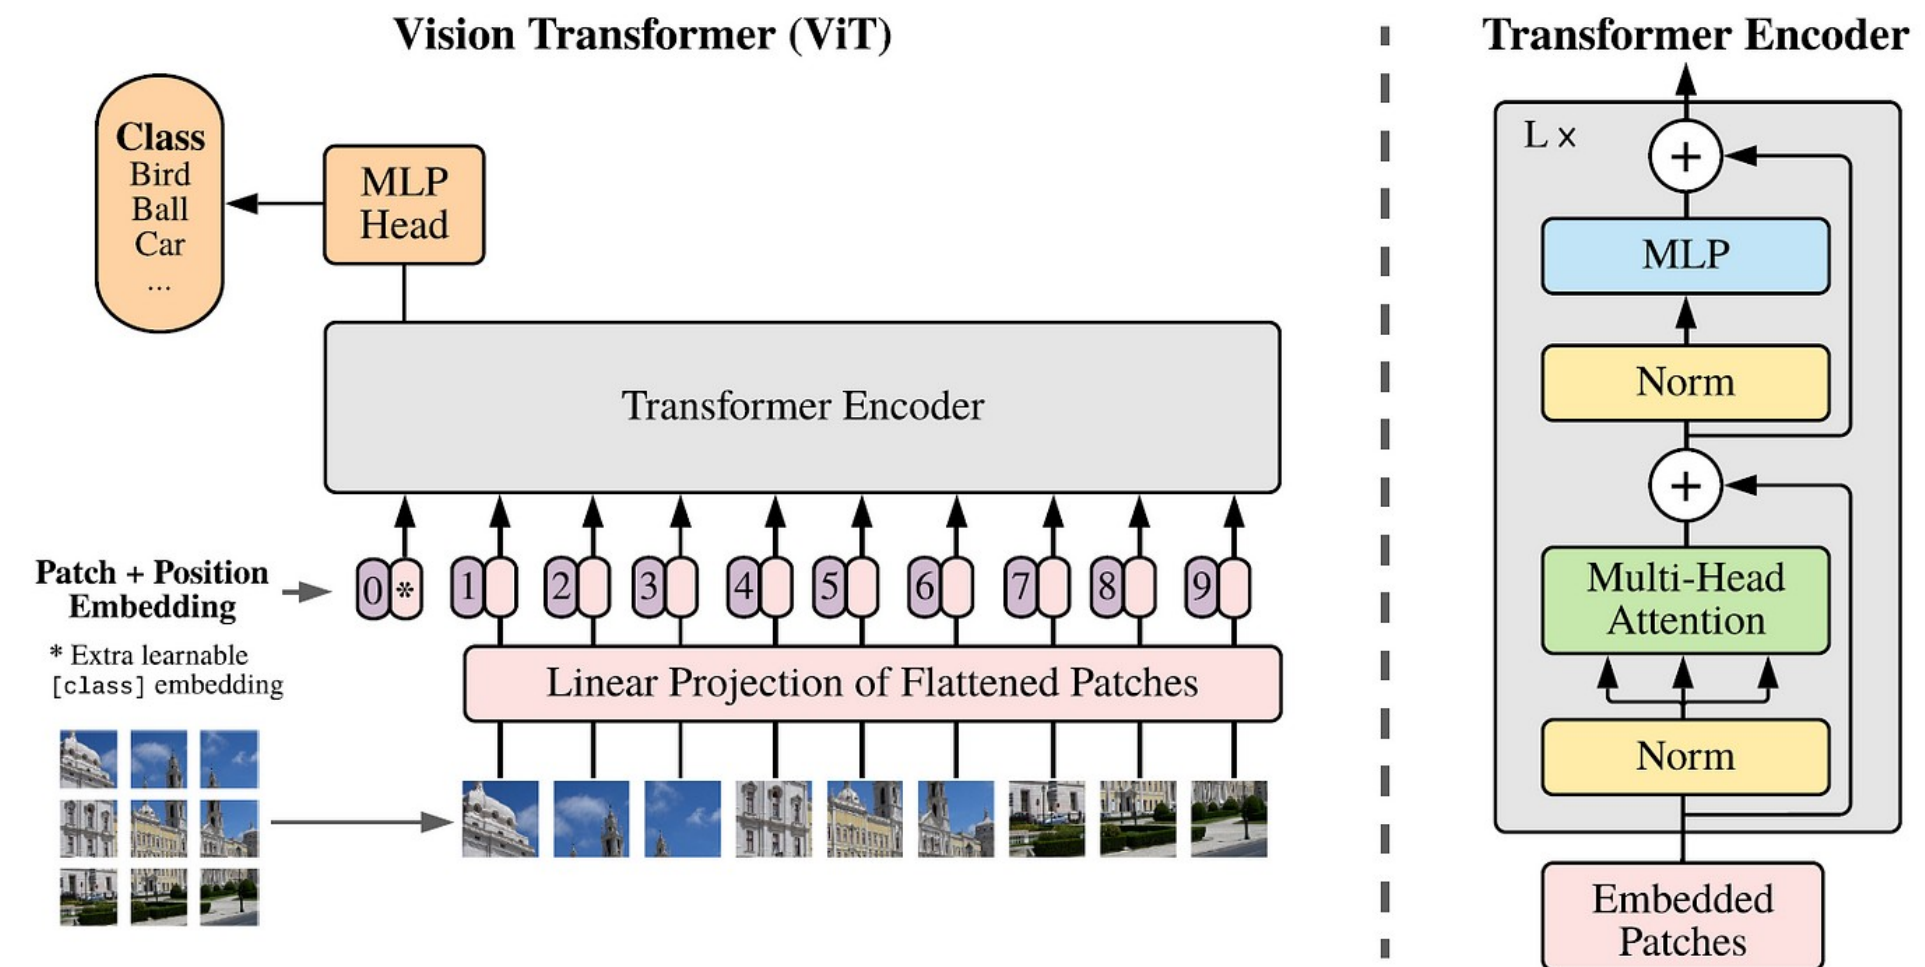 Vision Transformer (ViT)
Class
Bird
Ball
Car
...
MLP
Head
Transformer Encoder
Patch + Position
Embedding
0 * 1 2 3 4 5 6 7 8 9
* Extra learnable
[class] embedding
Linear Projection of Flattened Patches
Transformer Encoder
L ×
+
MLP
Norm
+
Multi-Head
Attention
Norm
Embedded
Patches